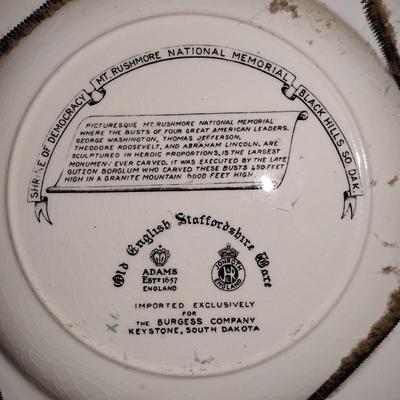 SHRINE OF DEMOCRACY MT. RUSHMORE NATIONAL MEMORIAL BLACK HILLS, SO. DAK.
PICTURESQUE MT. RUSHMORE NATIONAL MEMORIAL
WHERE THE BUSTS OF FOUR GREAT AMERICAN LEADERS,
GEORGE WASHINGTON, THOMAS JEFFERSON,
THEODORE ROOSEVELT, AND ABRAHAM LINCOLN, ARE
SCULPTURED IN HEROIC PROPORTIONS, IS THE LARGEST
MONUMENT EVER CARVED. IT WAS EXECUTED BY THE LATE
GUTZON BORGLUM WHO CARVED THESE BUSTS 450 FEET
HIGH IN A GRANITE MOUNTAIN 6000 FEET HIGH.
Old English Staffordshire Ware
ADAMS
ESTD 1657
ENGLAND
JONROTH
ENGLAND
IMPORTED EXCLUSIVELY
FOR
THE BURGESS COMPANY
KEYSTONE, SOUTH DAKOTA